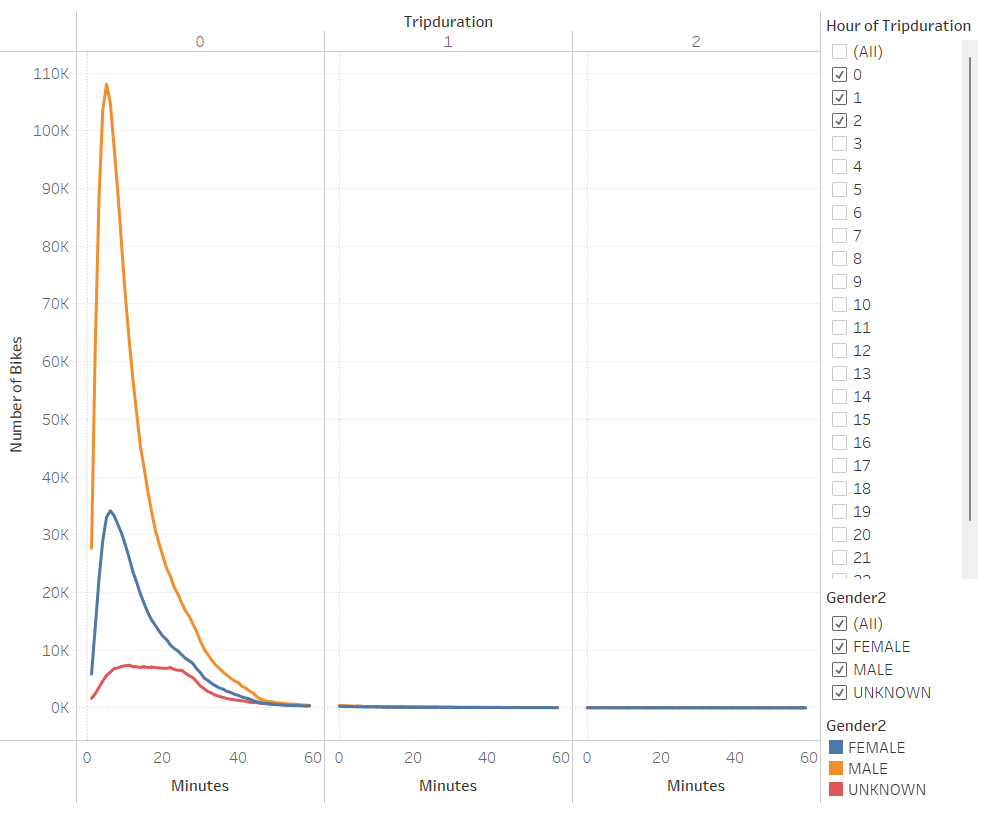 Tripduration
0 1 2
110K
100K
90K
80K
70K
60K
50K
40K
30K
20K
10K
0K
Number of Bikes
0 20 40 60 0 20 40 60 0 20 40 60
Minutes Minutes Minutes
Hour of Tripduration
(All)
0
1
2
3
4
5
6
7
8
9
10
11
12
13
14
15
16
17
18
19
20
21
Gender2
(All)
FEMALE
MALE
UNKNOWN
Gender2
FEMALE
MALE
UNKNOWN